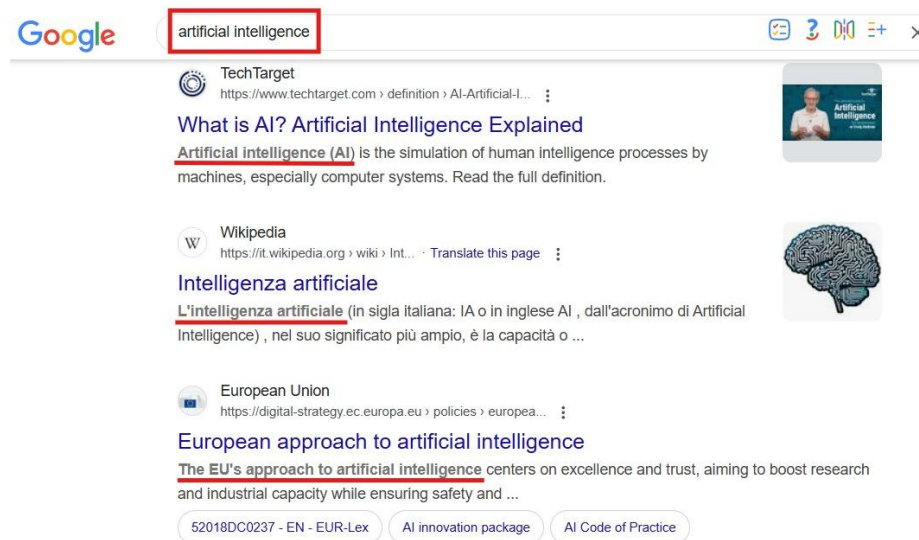 Google
artificial intelligence
TechTarget
https://www.techtarget.com › definition › AI-Artificial-I...
What is AI? Artificial Intelligence Explained
Artificial intelligence (AI) is the simulation of human intelligence processes by
machines, especially computer systems. Read the full definition.
Artificial
Intelligence
Wikipedia
https://it.wikipedia.org › wiki › Int... · Translate this page
Intelligenza artificiale
L'intelligenza artificiale (in sigla italiana: IA o in inglese AI , dall'acronimo di Artificial
Intelligence) , nel suo significato più ampio, è la capacità o ...
European Union
https://digital-strategy.ec.europa.eu › policies › europea...
European approach to artificial intelligence
The EU's approach to artificial intelligence centers on excellence and trust, aiming to boost research
and industrial capacity while ensuring safety and ...
52018DC0237 - EN - EUR-Lex AI innovation package AI Code of Practice